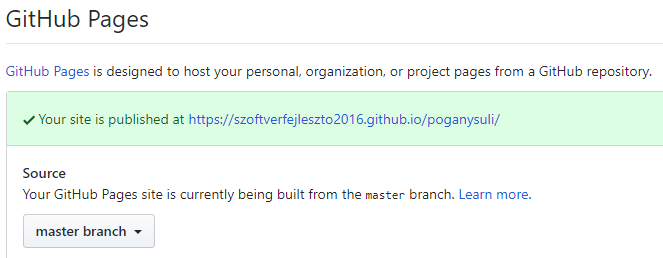 GitHub Pages
GitHub Pages is designed to host your personal, organization, or project pages from a GitHub repository.
✔ Your site is published at https://szoftverfejleszto2016.github.io/poganysuli/
Source
Your GitHub Pages site is currently being built from the master branch. Learn more.
master branch